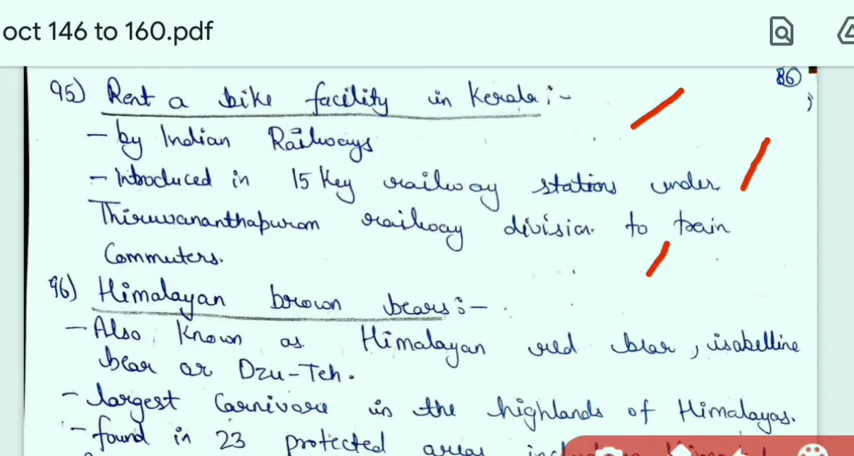 oct 146 to 160.pdf
86
95) Rent a bike facility in Kerala :-
- by Indian Railways
- Introduced in 15 key railway stations under
Thiruvananthapuram railway division to train
Commuters.
96) Himalayan brown bears :-
- Also known as Himalayan red bear, isabelline
bear or Dzu-Teh.
- largest Carnivore in the highlands of Himalayas.
- found in 23 protected areas